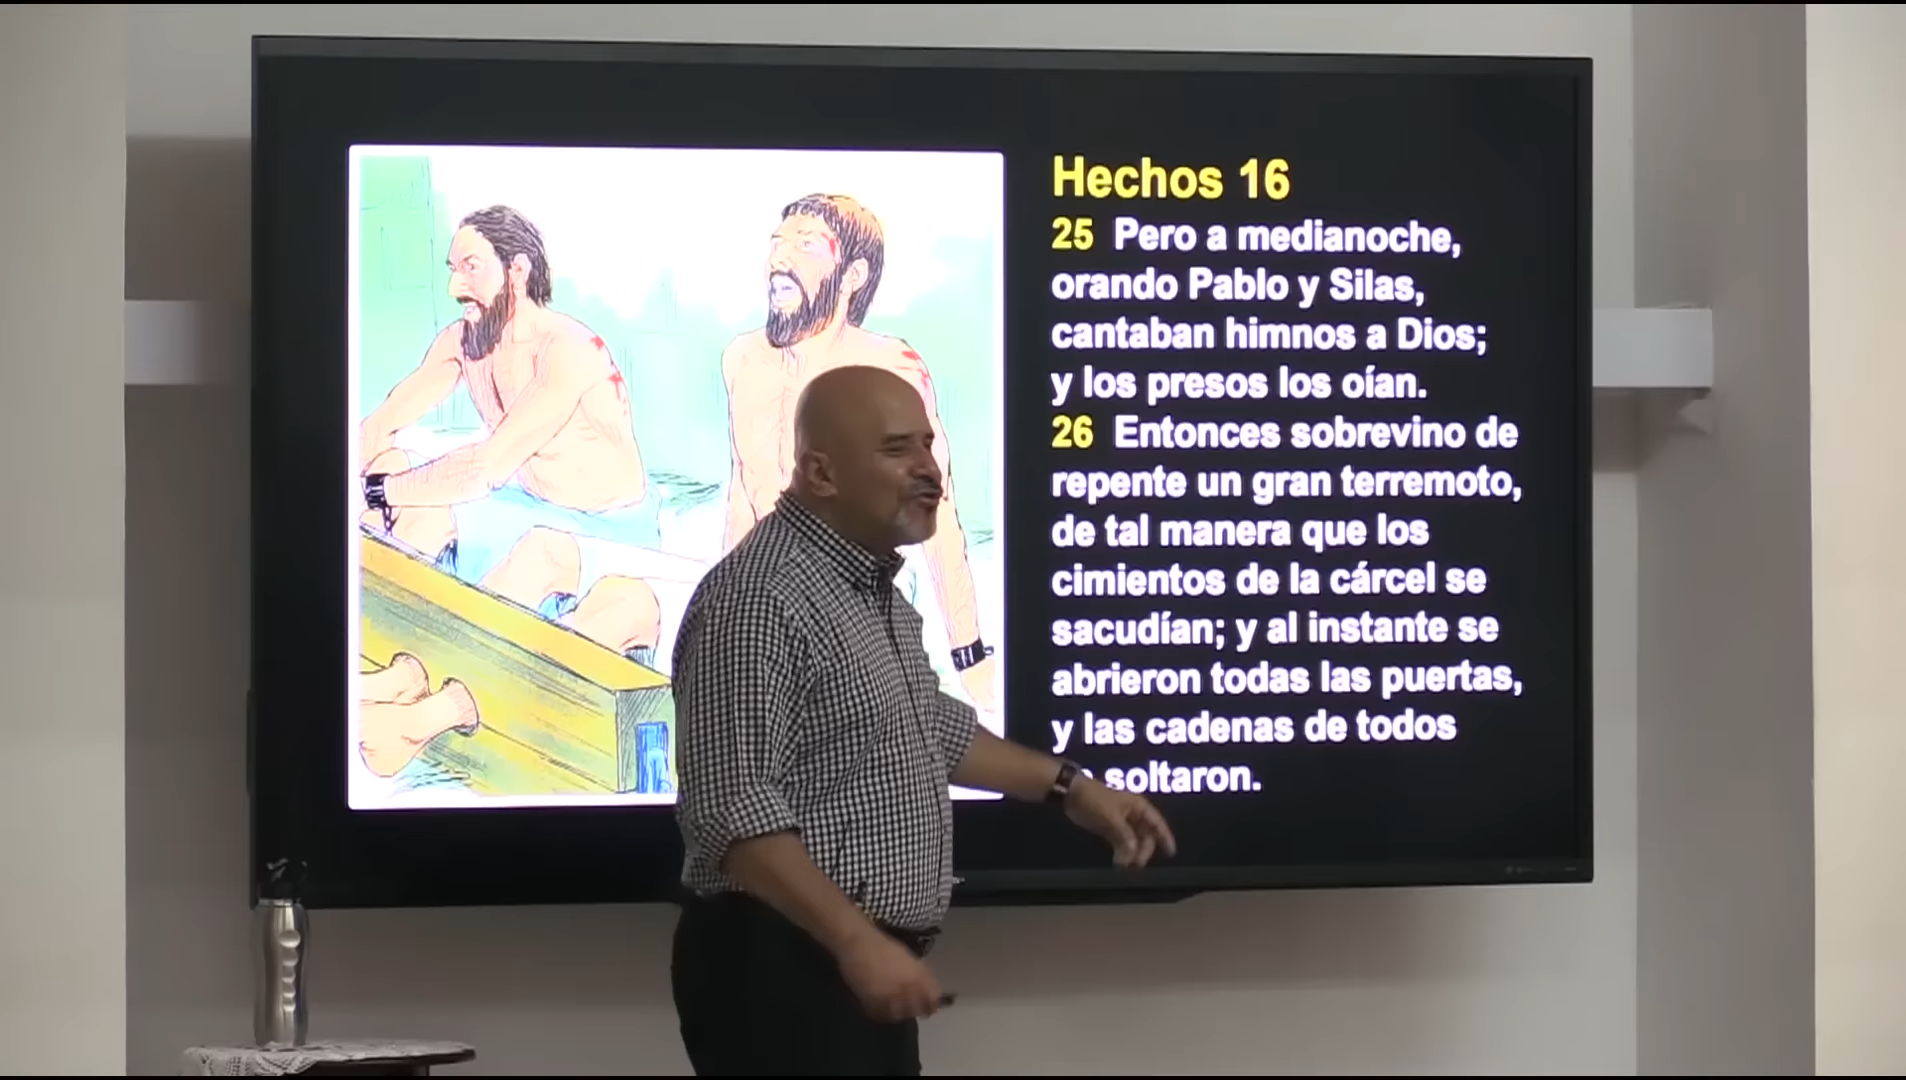 Hechos 16
25 Pero a medianoche,
orando Pablo y Silas,
cantaban himnos a Dios;
y los presos los oían.
26 Entonces sobrevino de
repente un gran terremoto,
de tal manera que los
cimientos de la cárcel se
sacudían; y al instante se
abrieron todas las puertas,
y las cadenas de todos
soltaron.